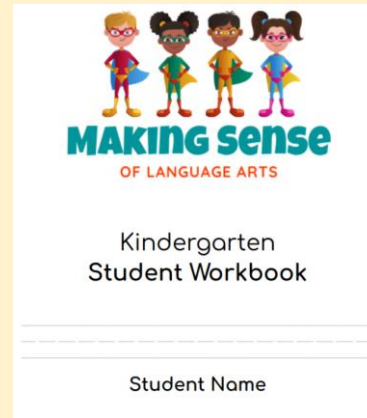 MAKING SENSE
OF LANGUAGE ARTS
Kindergarten
Student Workbook
Student Name